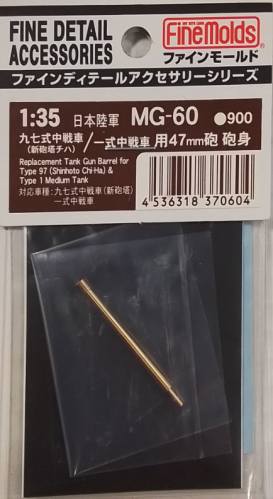 FINE DETAIL
ACCESSORIES
FineMolds
ファインモールド
ファインディテールアクセサリーシリーズ
1:35 日本陸軍 MG-60 ●900
九七式中戦車/一式中戦車 用47mm砲 砲身
(新砲塔チハ)
Replacement Tank Gun Barrel for
Type 97 (Shinhoto Chi-Ha) &
Type 1 Medium Tank
対応車種:九七式中戦車(新砲塔)
一式中戦車
4 536318 370604